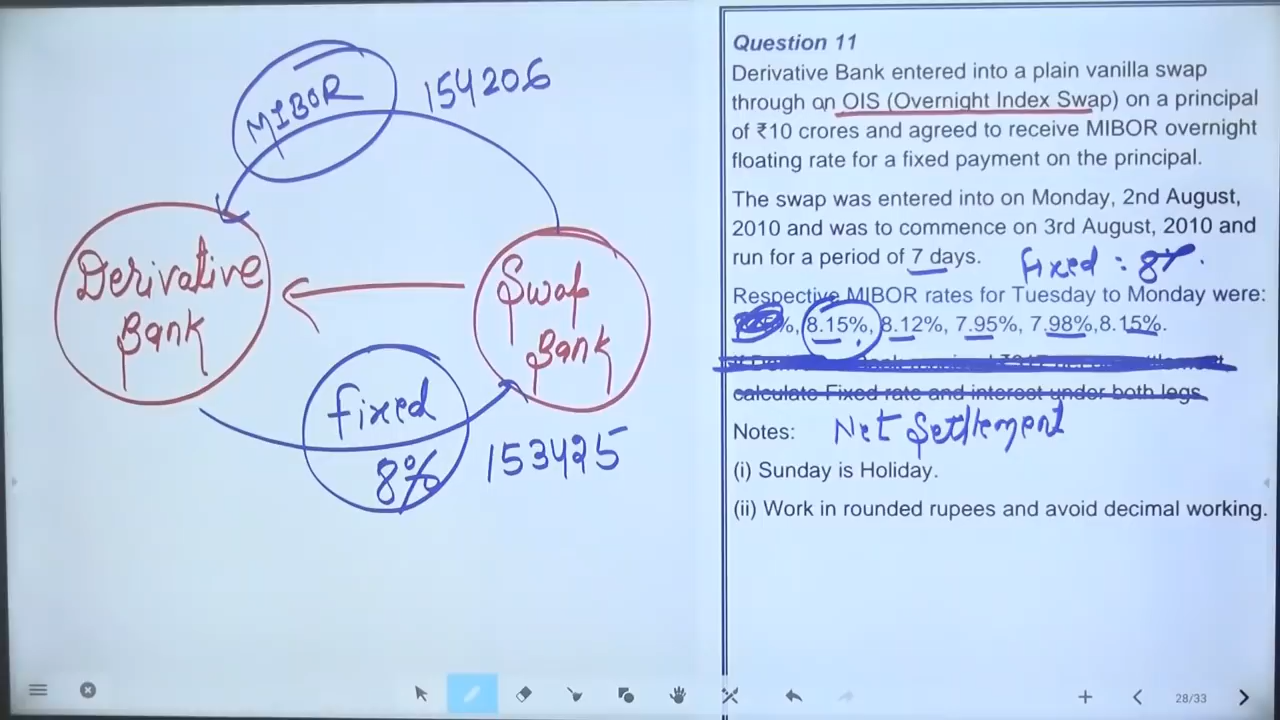 MIBOR
154206
Derivative
Bank
Swap
Bank
Fixed
8%
153425
Question 11
Derivative Bank entered into a plain vanilla swap
through on OIS (Overnight Index Swap) on a principal
of ₹10 crores and agreed to receive MIBOR overnight
floating rate for a fixed payment on the principal.
The swap was entered into on Monday, 2nd August,
2010 and was to commence on 3rd August, 2010 and
run for a period of 7 days. Fixed : 8%.
Respective MIBOR rates for Tuesday to Monday were:
%, 8.15%, 8.12%, 7.95%, 7.98%,8.15%.
calculate Fixed rate and interest under both legs
Notes: Net Settlement
(i) Sunday is Holiday.
(ii) Work in rounded rupees and avoid decimal working.
28/33